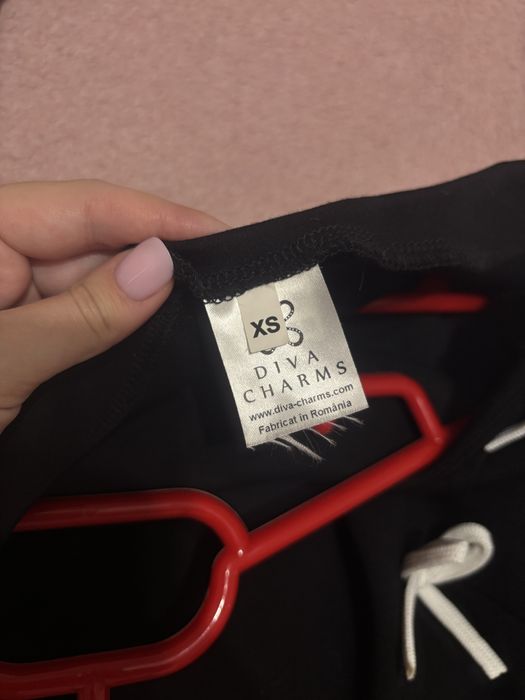 XS
DIVA
CHARMS
www.diva-charms.com
Fabricat in România